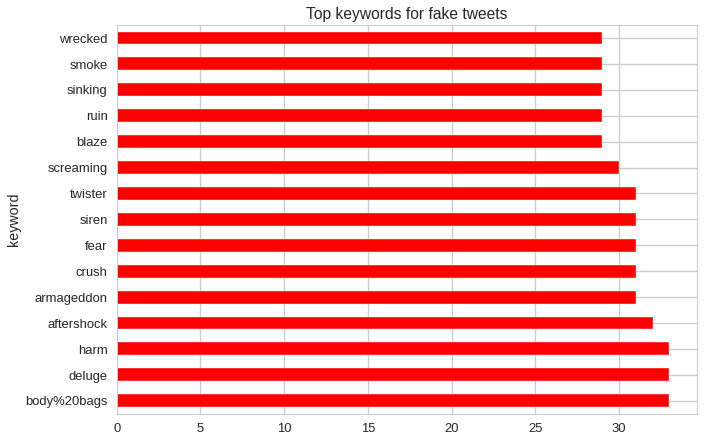 Top keywords for fake tweets
keyword
wrecked
smoke
sinking
ruin
blaze
screaming
twister
siren
fear
crush
armageddon
aftershock
harm
deluge
body%20bags
0 5 10 15 20 25 30